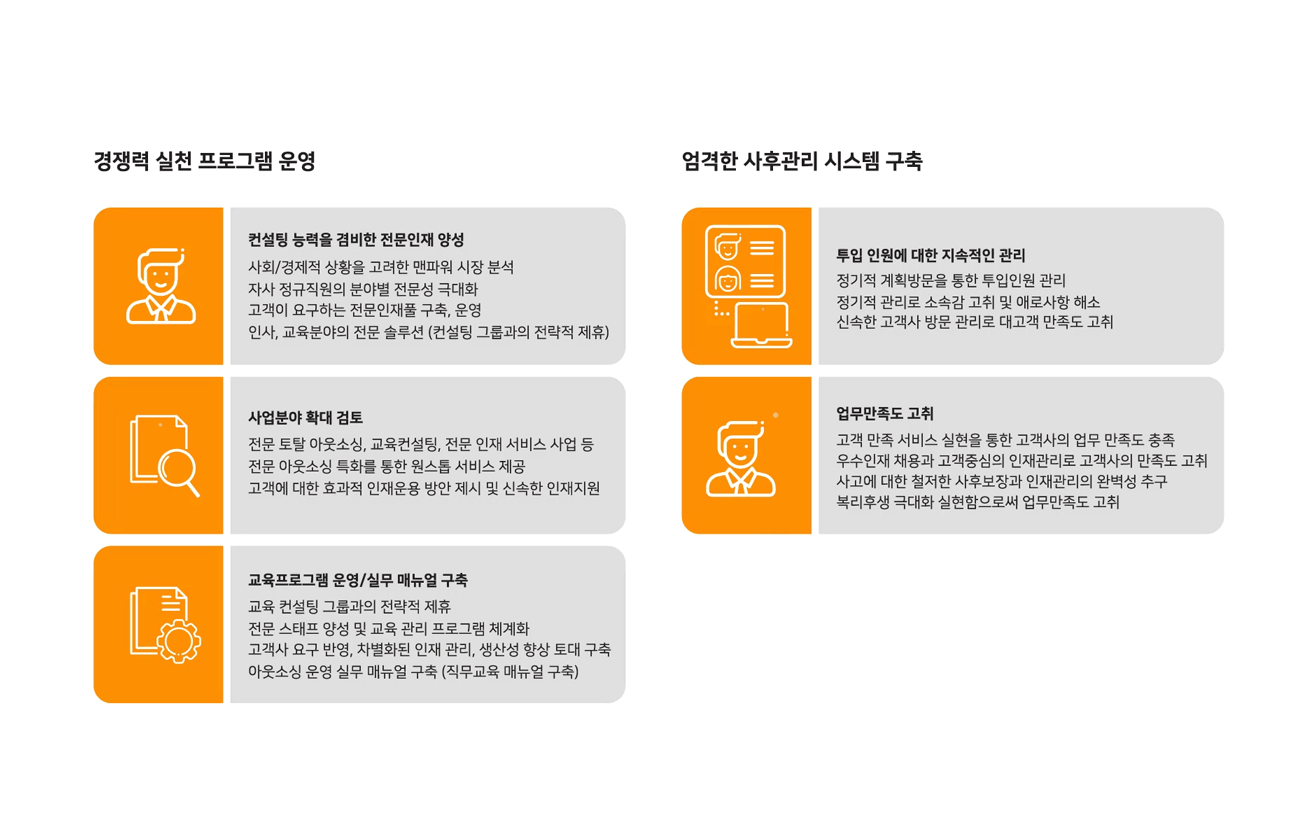 경쟁력 실천 프로그램 운영
컨설팅 능력을 겸비한 전문인재 양성
사회/경제적 상황을 고려한 맨파워 시장 분석
자사 정규직원의 분야별 전문성 극대화
고객이 요구하는 전문인재풀 구축, 운영
인사, 교육분야의 전문 솔루션 (컨설팅 그룹과의 전략적 제휴)
사업분야 확대 검토
전문 토탈 아웃소싱, 교육컨설팅, 전문 인재 서비스 사업 등
전문 아웃소싱 특화를 통한 원스톱 서비스 제공
고객에 대한 효과적 인재운용 방안 제시 및 신속한 인재지원
교육프로그램 운영/실무 매뉴얼 구축
교육 컨설팅 그룹과의 전략적 제휴
전문 스태프 양성 및 교육 관리 프로그램 체계화
고객사 요구 반영, 차별화된 인재 관리, 생산성 향상 토대 구축
아웃소싱 운영 실무 매뉴얼 구축 (직무교육 매뉴얼 구축)
엄격한 사후관리 시스템 구축
투입 인원에 대한 지속적인 관리
정기적 계획방문을 통한 투입인원 관리
정기적 관리로 소속감 고취 및 애로사항 해소
신속한 고객사 방문 관리로 대고객 만족도 고취
업무만족도 고취
고객 만족 서비스 실현을 통한 고객사의 업무 만족도 충족
우수인재 채용과 고객중심의 인재관리로 고객사의 만족도 고취
사고에 대한 철저한 사후보장과 인재관리의 완벽성 추구
복리후생 극대화 실현함으로써 업무만족도 고취